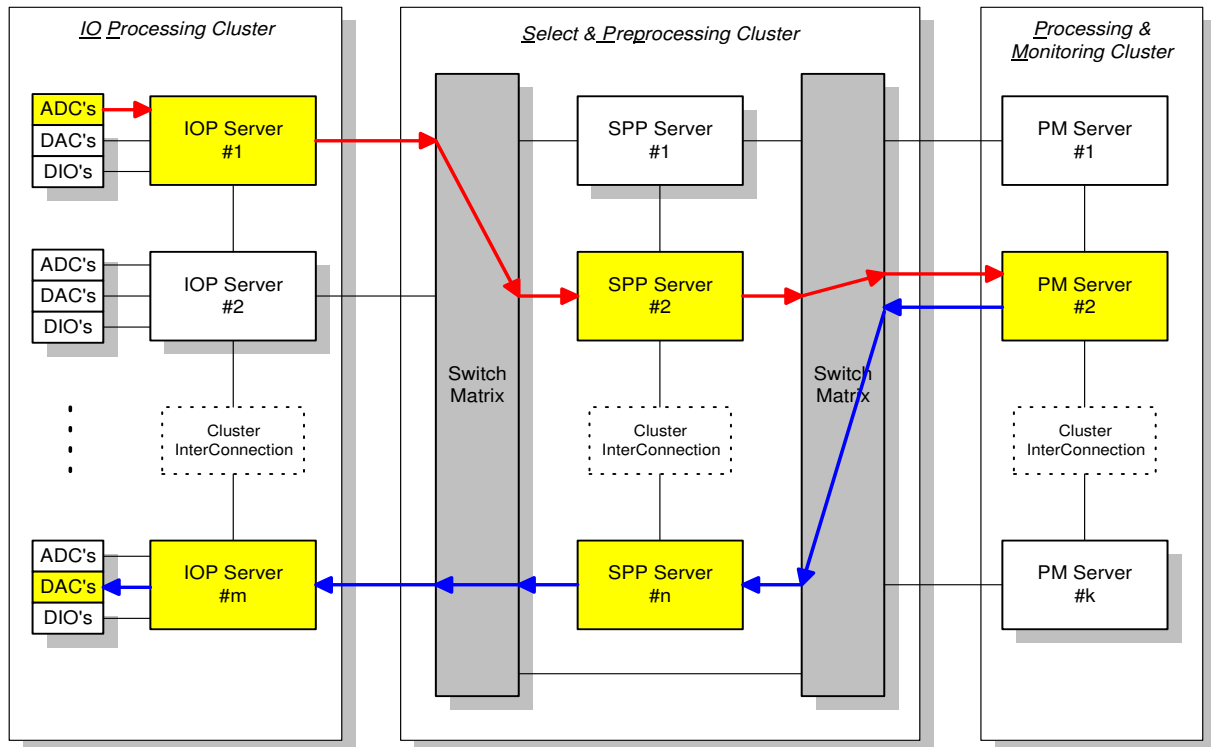 IO Processing Cluster
Select & Preprocessing Cluster
Processing &
Monitoring Cluster
ADC's
DAC's
DIO's
IOP Server
#1
SPP Server
#1
PM Server
#1
ADC's
DAC's
DIO's
IOP Server
#2
SPP Server
#2
PM Server
#2
Switch
Matrix
Switch
Matrix
Cluster
InterConnection
Cluster
InterConnection
Cluster
InterConnection
ADC's
DAC's
DIO's
IOP Server
#m
SPP Server
#n
PM Server
#k